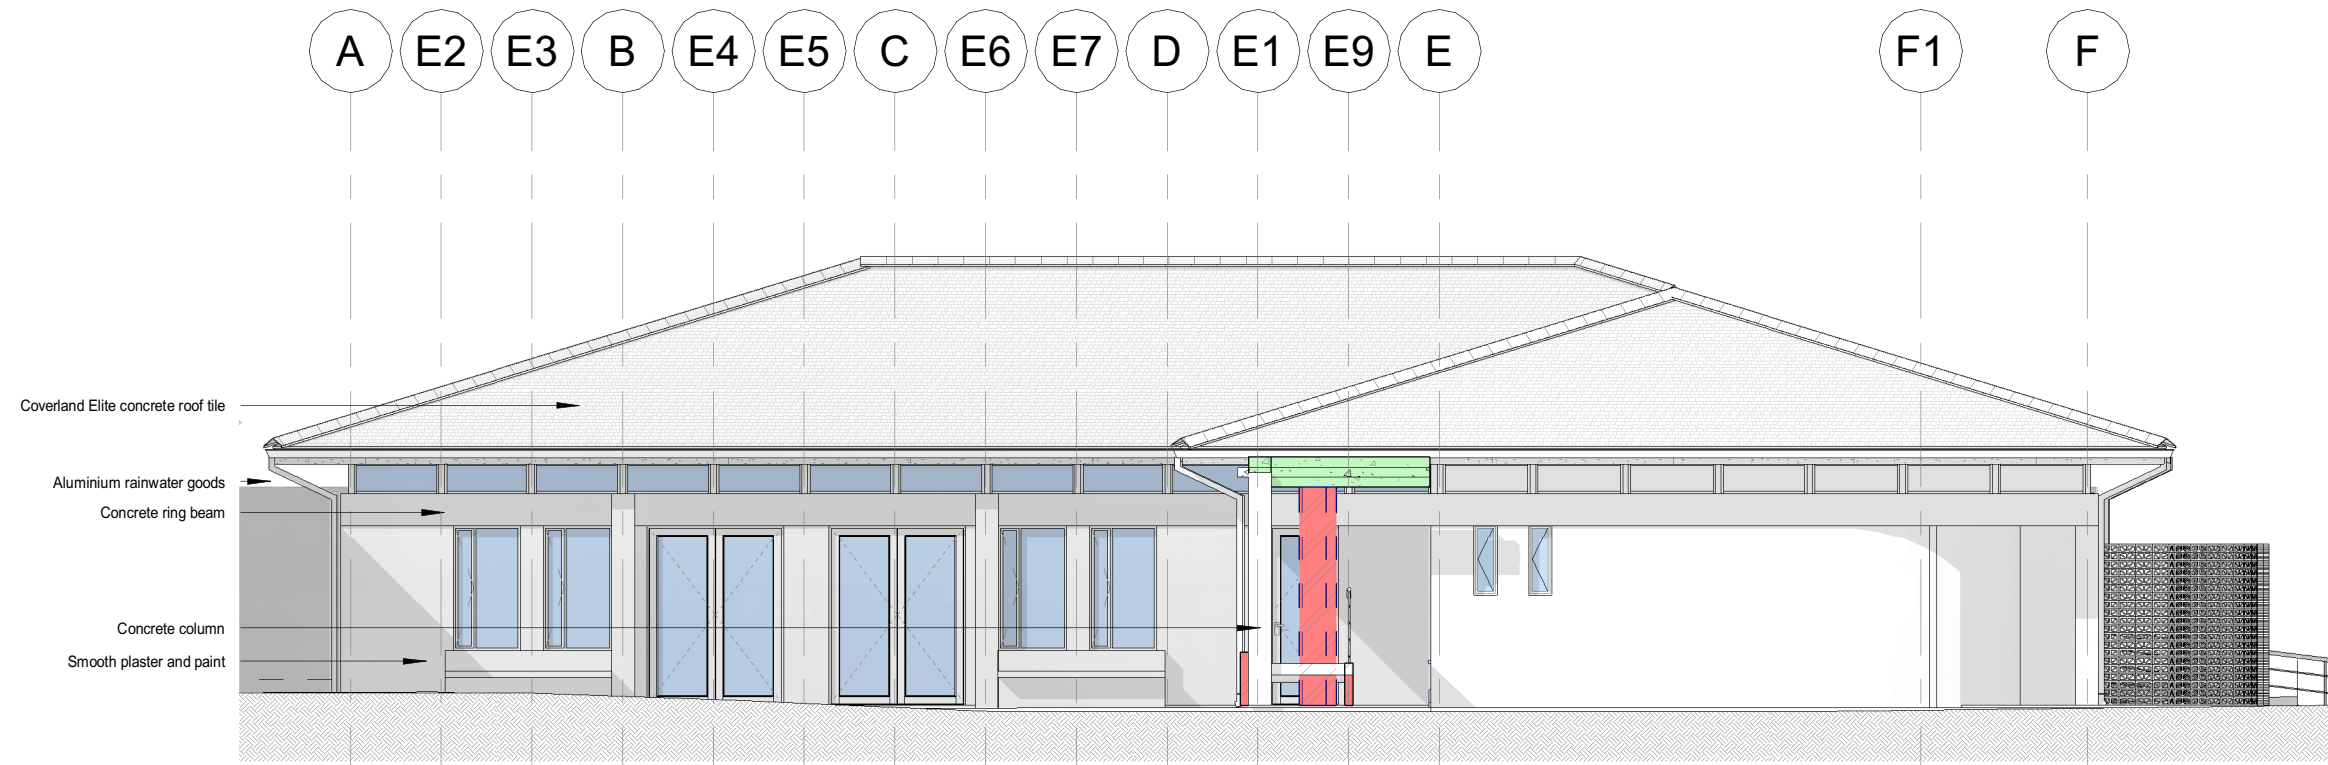 A E2 E3 B E4 E5 C E6 E7 D E1 E9 E F1 F
Coverland Elite concrete roof tile
Aluminium rainwater goods
Concrete ring beam
Concrete column
Smooth plaster and paint